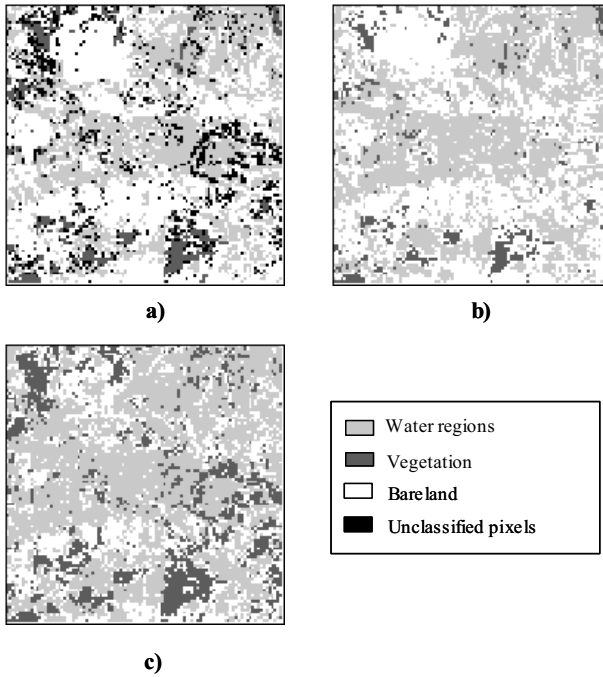 a)
b)
Water regions
Vegetation
Bareland
Unclassified pixels
c)